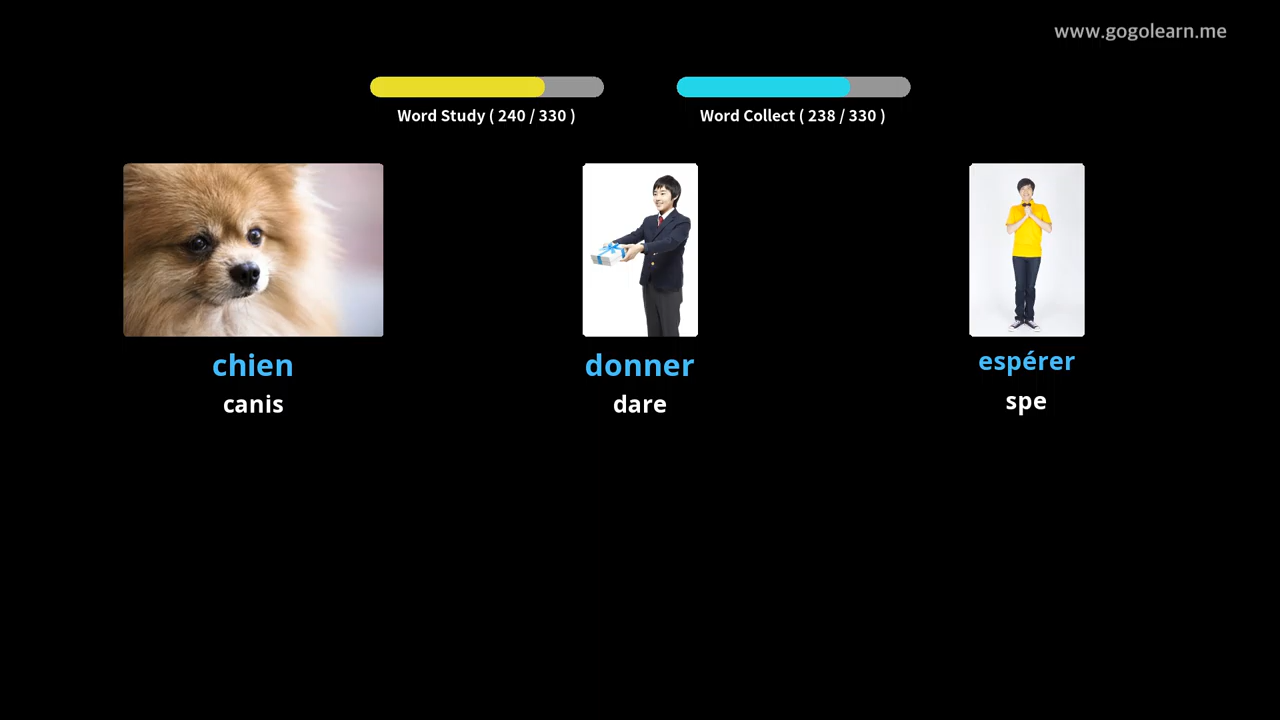 www.gogolearn.me
Word Study ( 240 / 330 )
Word Collect ( 238 / 330 )
chien
donner
espérer
canis
dare
spe